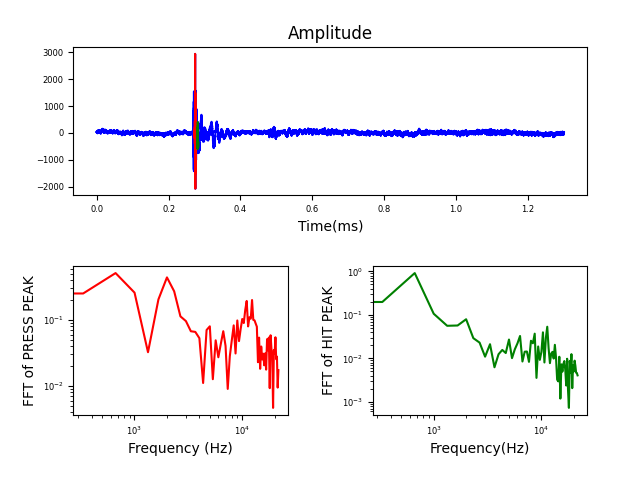 Amplitude
3000
2000
1000
0
−1000
−2000
0.0 0.2 0.4 0.6 0.8 1.0 1.2
Time(ms)
FFT of PRESS PEAK
10⁻¹
10⁻²
10³ 10⁴
Frequency (Hz)
FFT of HIT PEAK
10⁰
10⁻¹
10⁻²
10⁻³
10³ 10⁴
Frequency(Hz)